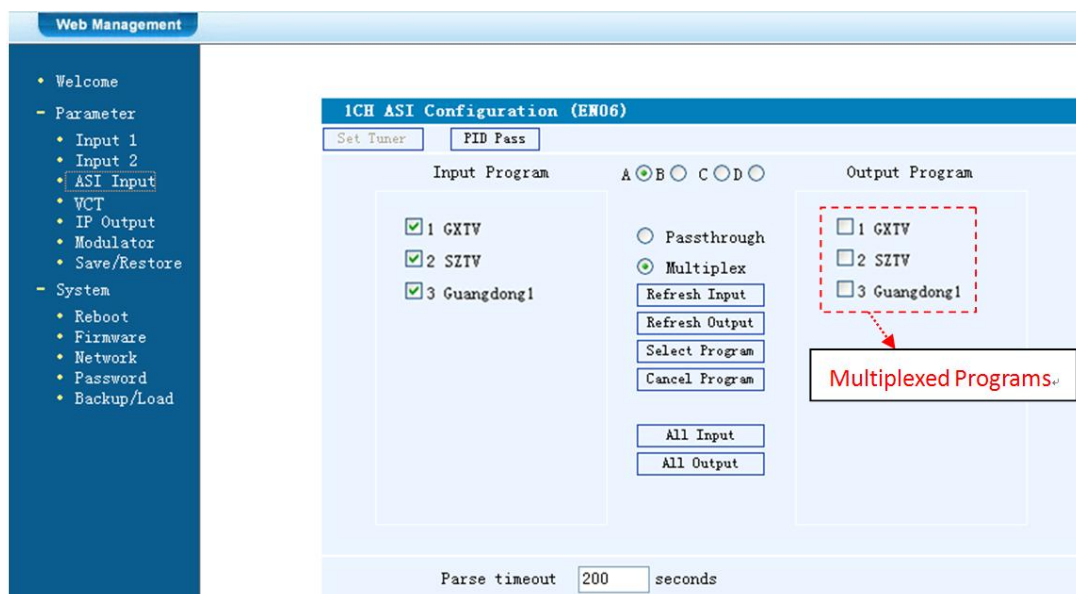 Web Management
Welcome
Parameter
Input 1
Input 2
ASI Input
VCT
IP Output
Modulator
Save/Restore
System
Reboot
Firmware
Network
Password
Backup/Load
1CH ASI Configuration (EN06)
Set Tuner PID Pass
Input Program A B C D Output Program
1 GXTV
2 SZTV
3 Guangdong1
Passthrough
Multiplex
Refresh Input
Refresh Output
Select Program
Cancel Program
All Input
All Output
1 GXTV
2 SZTV
3 Guangdong1
Multiplexed Programs
Parse timeout 200 seconds